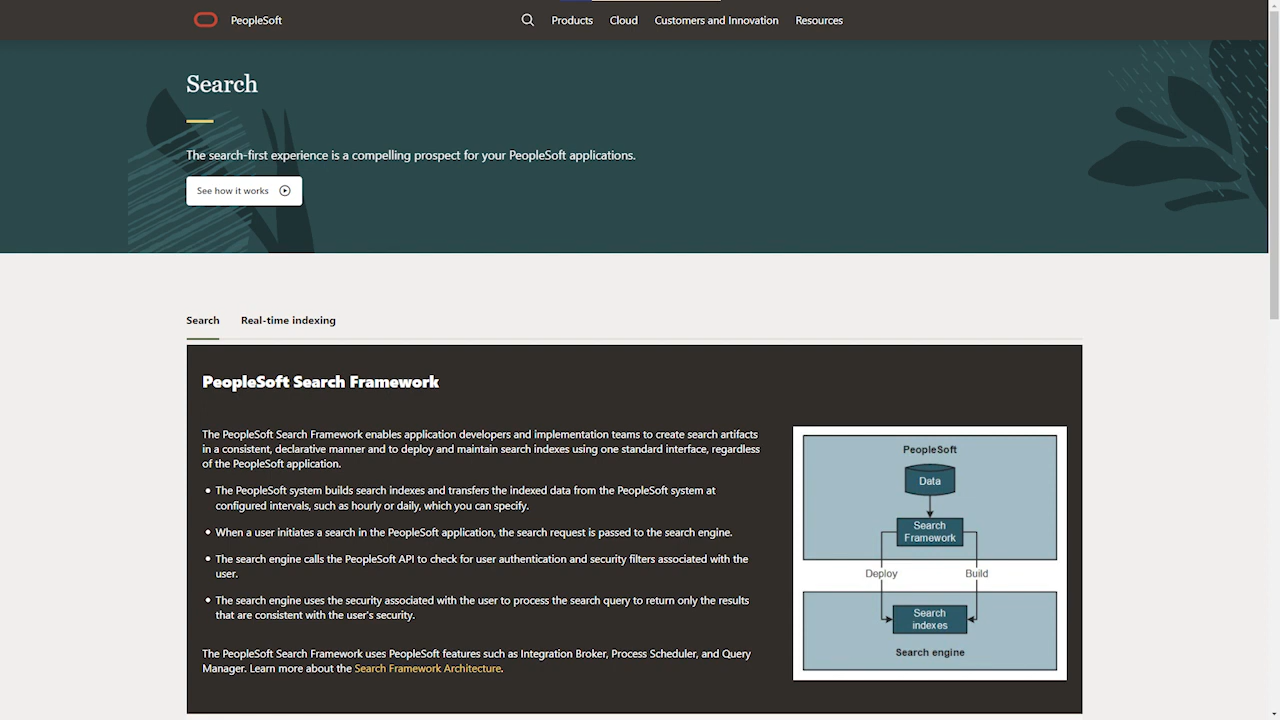 PeopleSoft
Products
Cloud
Customers and Innovation
Resources
Search
The search-first experience is a compelling prospect for your PeopleSoft applications.
See how it works
Search
Real-time indexing
PeopleSoft Search Framework
The PeopleSoft Search Framework enables application developers and implementation teams to create search artifacts
in a consistent, declarative manner and to deploy and maintain search indexes using one standard interface, regardless
of the PeopleSoft application.
• The PeopleSoft system builds search indexes and transfers the indexed data from the PeopleSoft system at
configured intervals, such as hourly or daily, which you can specify.
• When a user initiates a search in the PeopleSoft application, the search request is passed to the search engine.
• The search engine calls the PeopleSoft API to check for user authentication and security filters associated with the
user.
• The search engine uses the security associated with the user to process the search query to return only the results
that are consistent with the user's security.
The PeopleSoft Search Framework uses PeopleSoft features such as Integration Broker, Process Scheduler, and Query
Manager. Learn more about the Search Framework Architecture.
PeopleSoft
Data
Search
Framework
Deploy
Build
Search
indexes
Search engine